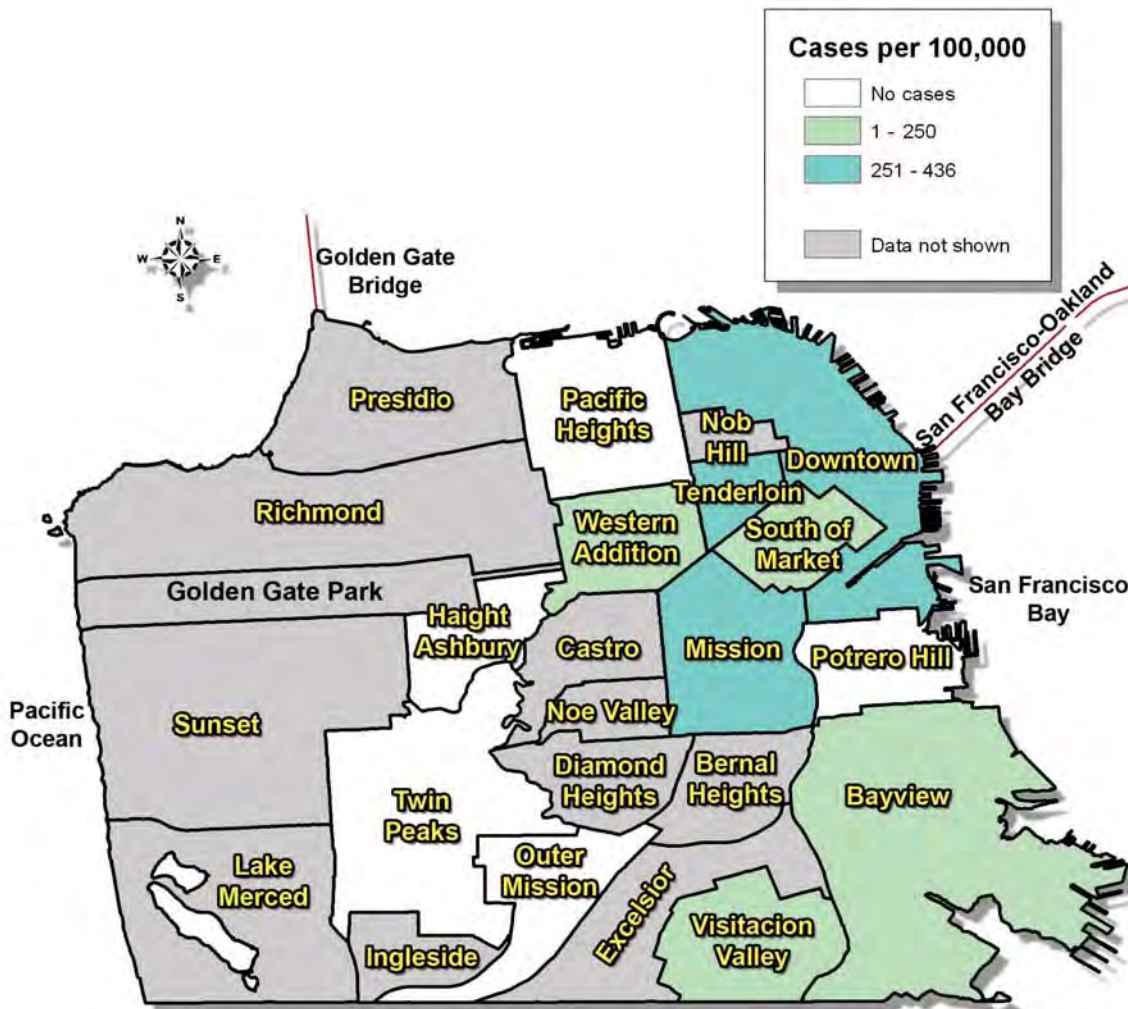 Cases per 100,000
No cases
1 - 250
251 - 436
Data not shown
N
W
E
S
Golden Gate
Bridge
San Francisco-Oakland
Bay Bridge
Presidio
Pacific
Heights
Nob
Hill
Downtown
Tenderloin
Richmond
Western
Addition
South of
Market
Golden Gate Park
San Francisco
Bay
Haight
Ashbury
Castro
Mission
Potrero Hill
Pacific
Ocean
Sunset
Noe Valley
Diamond
Heights
Bernal
Heights
Bayview
Twin
Peaks
Outer
Mission
Lake
Merced
Excelsior
Visitacion
Valley
Ingleside